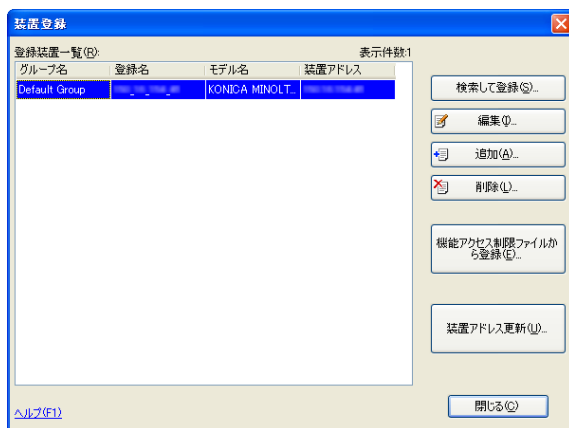 装置登録
登録装置一覧(R):
表示件数:1
グループ名 登録名 モデル名 装置アドレス
Default Group KONICA MINOLT...
検索して登録(S)...
編集(I)...
追加(A)...
削除(L)...
機能アクセス制限ファイルか
ら登録(E)...
装置アドレス更新(U)...
ヘルプ(F1)
閉じる(C)